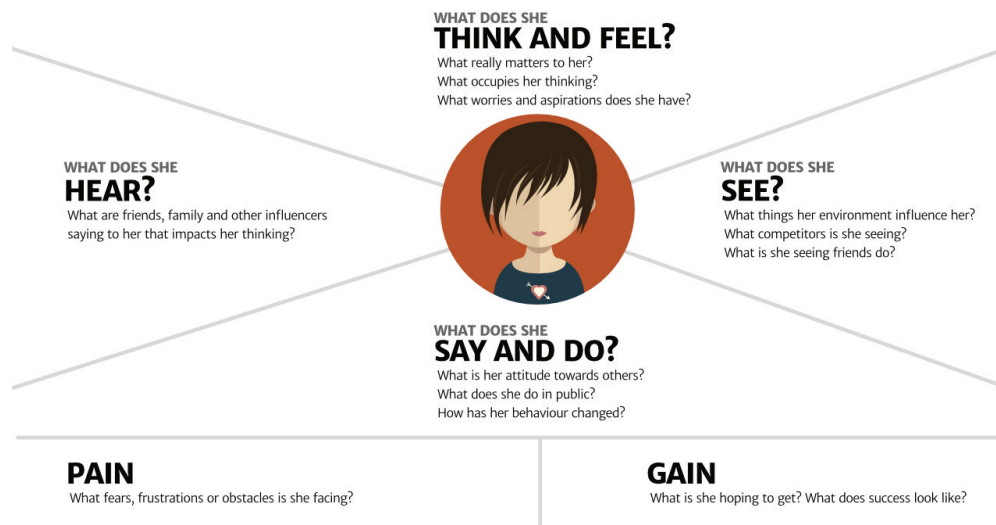 WHAT DOES SHE
THINK AND FEEL?
What really matters to her?
What occupies her thinking?
What worries and aspirations does she have?
WHAT DOES SHE
HEAR?
What are friends, family and other influencers
saying to her that impacts her thinking?
WHAT DOES SHE
SEE?
What things her environment influence her?
What competitors is she seeing?
What is she seeing friends do?
WHAT DOES SHE
SAY AND DO?
What is her attitude towards others?
What does she do in public?
How has her behaviour changed?
PAIN
What fears, frustrations or obstacles is she facing?
GAIN
What is she hoping to get? What does success look like?